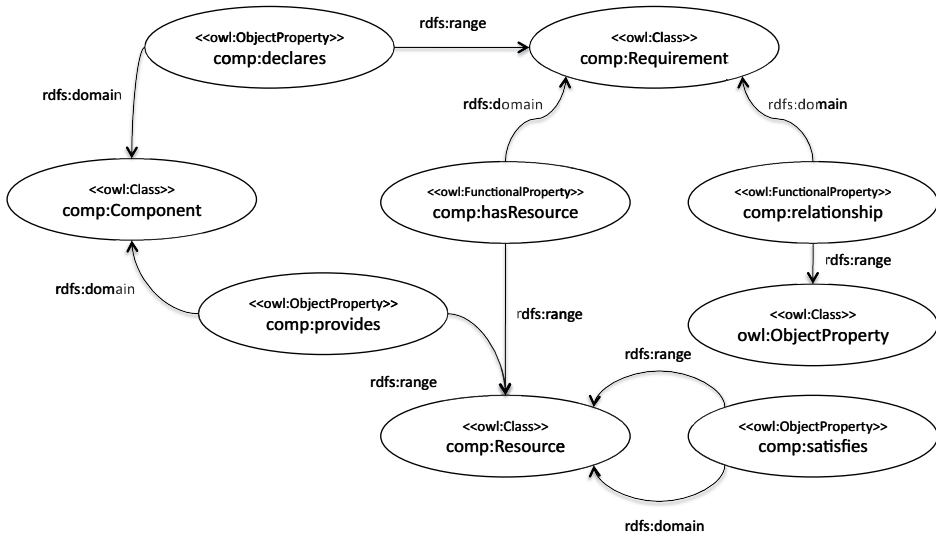 <<owl:ObjectProperty>>
comp:declares
rdfs:range
<<owl:Class>>
comp:Requirement
rdfs:domain
rdfs:domain
rdfs:domain
<<owl:Class>>
comp:Component
<<owl:FunctionalProperty>>
comp:hasResource
<<owl:FunctionalProperty>>
comp:relationship
rdfs:domain
<<owl:ObjectProperty>>
comp:provides
rdfs:range
rdfs:range
<<owl:Class>>
owl:ObjectProperty
rdfs:range
rdfs:range
<<owl:Class>>
comp:Resource
<<owl:ObjectProperty>>
comp:satisfies
rdfs:domain